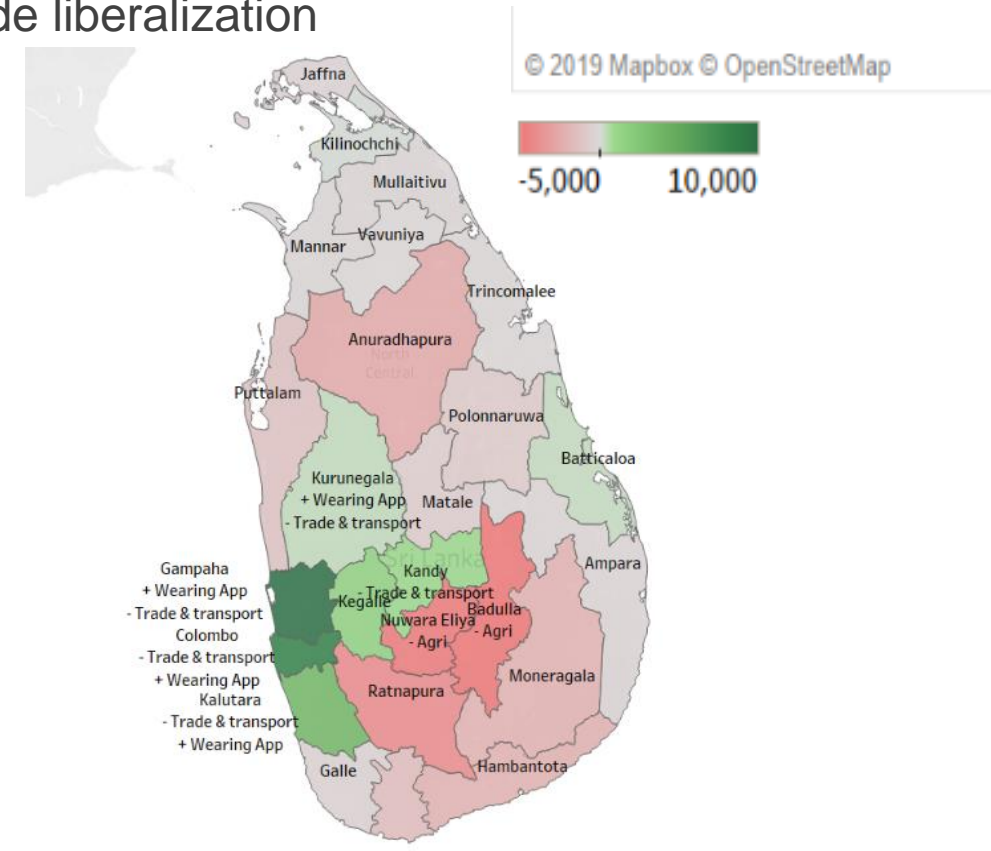 de liberalization
© 2019 Mapbox © OpenStreetMap
-5,000 10,000
Jaffna
Kilinochchi
Mullaitivu
Vavuniya
Mannar
Trincomalee
Anuradhapura
North
Central
Puttalam
Polonnaruwa
Batticaloa
Kurunegala
+ Wearing App
- Trade & transport
Matale
Sri Lanka
Ampara
Gampaha
+ Wearing App
- Trade & transport
Colombo
- Trade & transport
+ Wearing App
Kalutara
- Trade & transport
+ Wearing App
Kandy
- Trade & transport
Kegalle
Nuwara Eliya
- Agri
Badulla
- Agri
Moneragala
Ratnapura
Galle
Hambantota